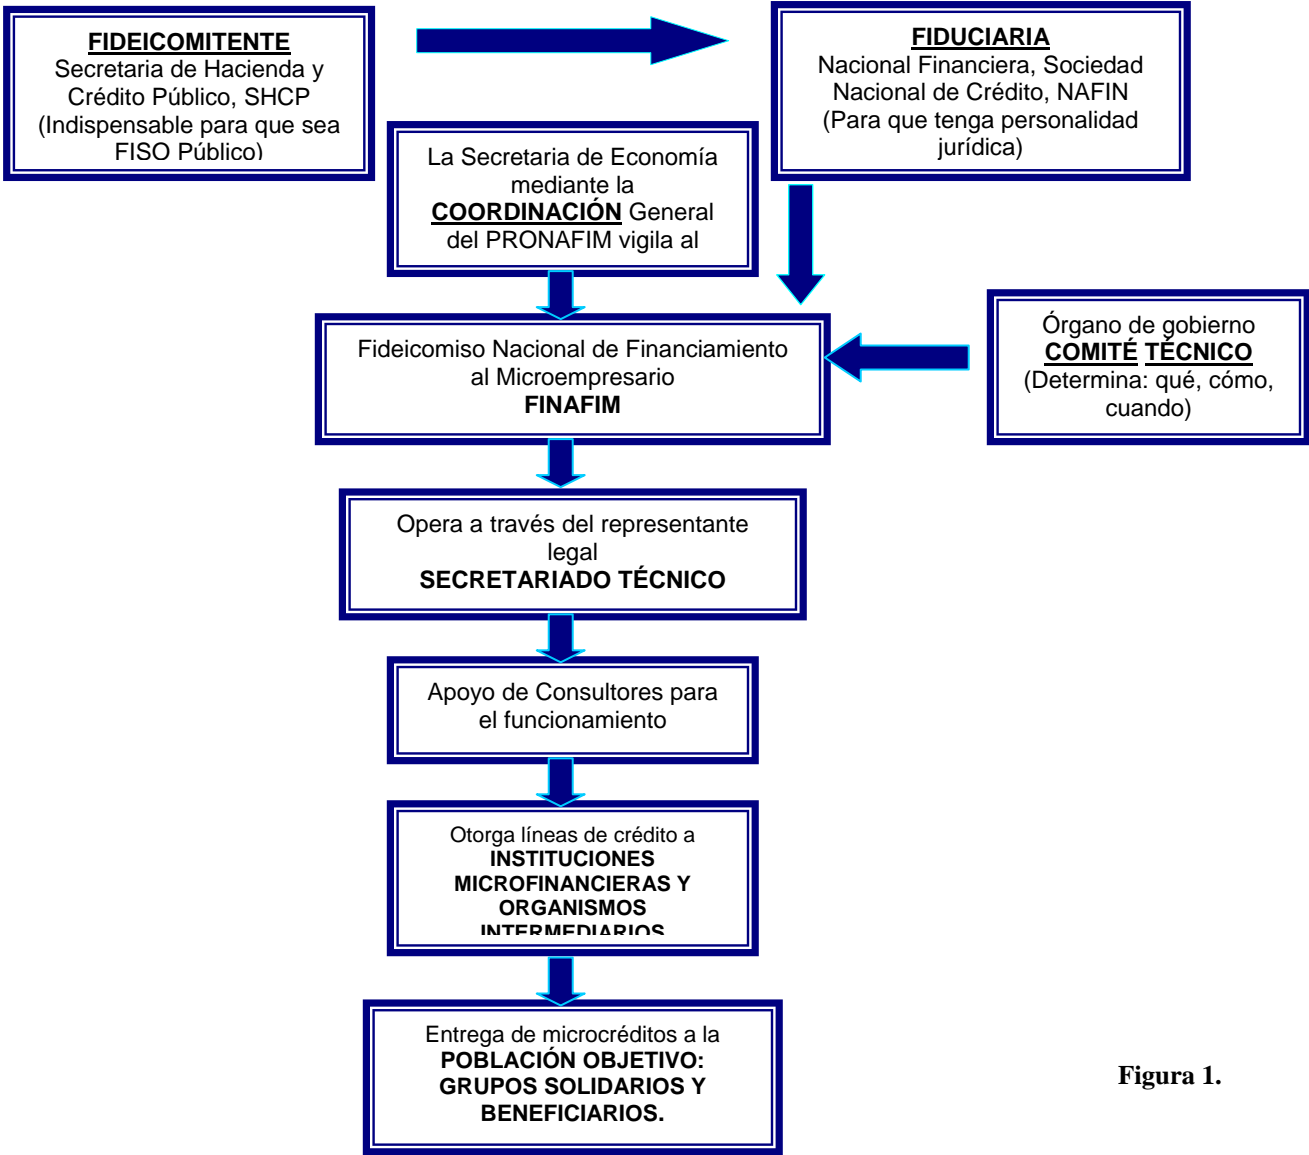 FIDEICOMITENTE
Secretaria de Hacienda y
Crédito Público, SHCP
(Indispensable para que sea
FISO Público)
FIDUCIARIA
Nacional Financiera, Sociedad
Nacional de Crédito, NAFIN
(Para que tenga personalidad
jurídica)
La Secretaria de Economía
mediante la
COORDINACIÓN General
del PRONAFIM vigila al
Órgano de gobierno
COMITÉ TÉCNICO
(Determina: qué, cómo,
cuando)
Fideicomiso Nacional de Financiamiento
al Microempresario
FINAFIM
Opera a través del representante
legal
SECRETARIADO TÉCNICO
Apoyo de Consultores para
el funcionamiento
Otorga líneas de crédito a
INSTITUCIONES
MICROFINANCIERAS Y
ORGANISMOS
INTERMEDIARIOS
Entrega de microcréditos a la
POBLACIÓN OBJETIVO:
GRUPOS SOLIDARIOS Y
BENEFICIARIOS.
Figura 1.